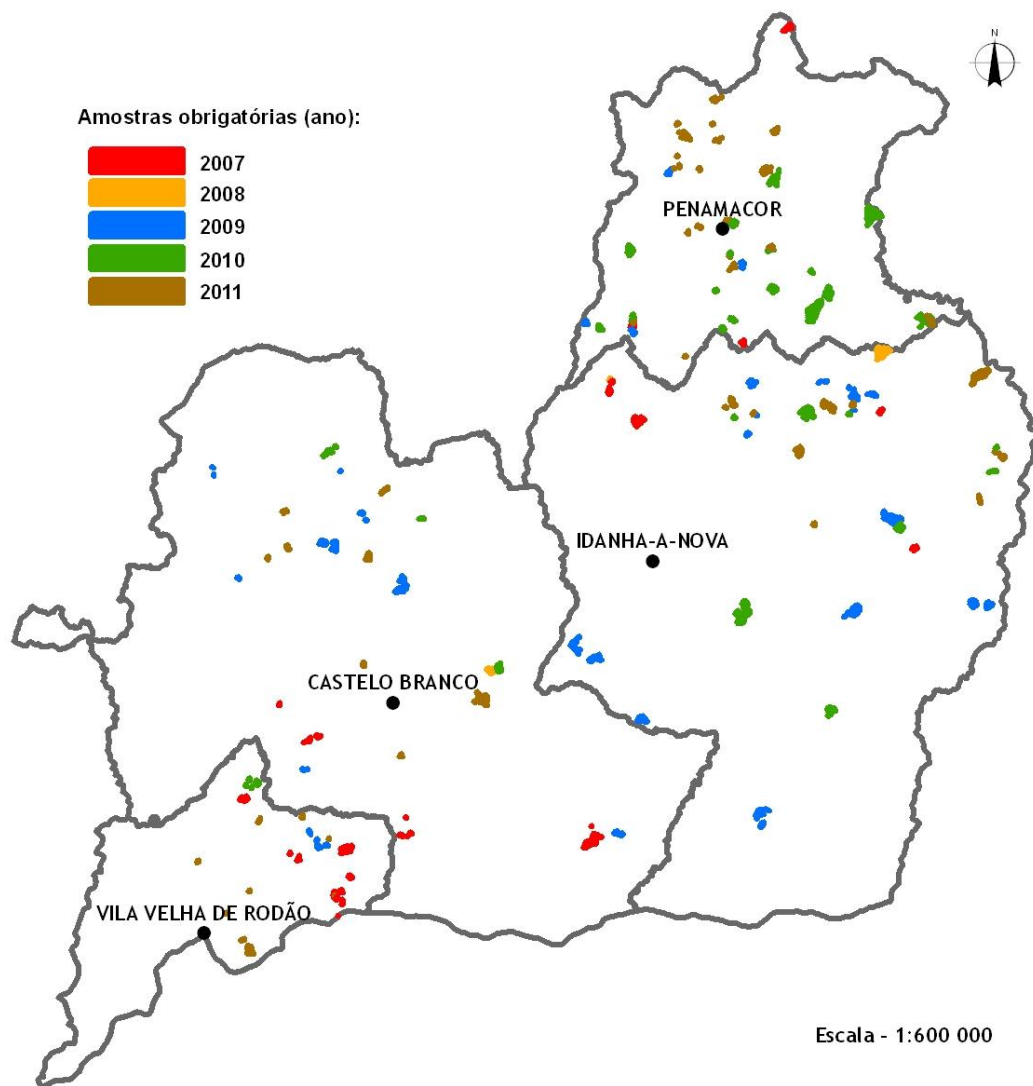 N
Amostras obrigatórias (ano):
2007
2008
2009
2010
2011
PENAMACOR
IDANHA-A-NOVA
CASTELO BRANCO
VILA VELHA DE RODÃO
Escala - 1:600 000